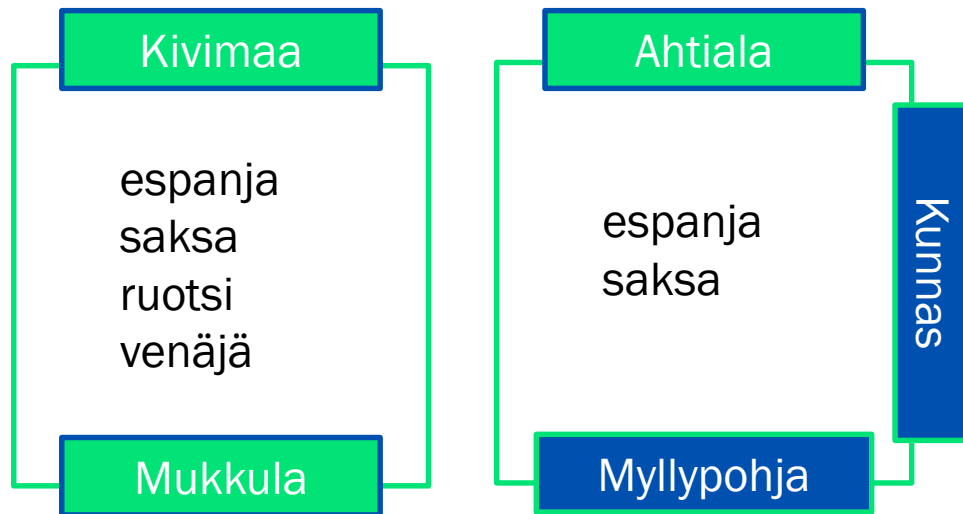 Kivimaa
espanja
saksa
ruotsi
venäjä
Mukkula
Ahtiala
espanja
saksa
Kunnas
Myllypohja